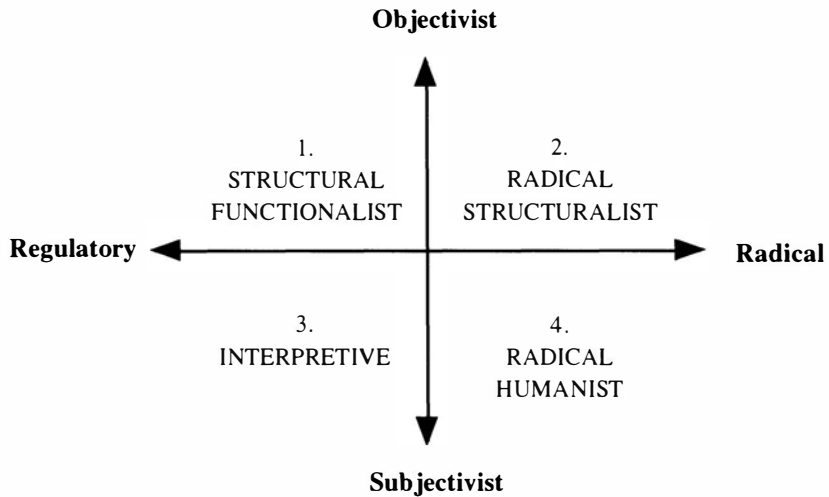 Objectivist
1.
STRUCTURAL
FUNCTIONALIST
2.
RADICAL
STRUCTURALIST
Regulatory
Radical
3.
INTERPRETIVE
4.
RADICAL
HUMANIST
Subjectivist